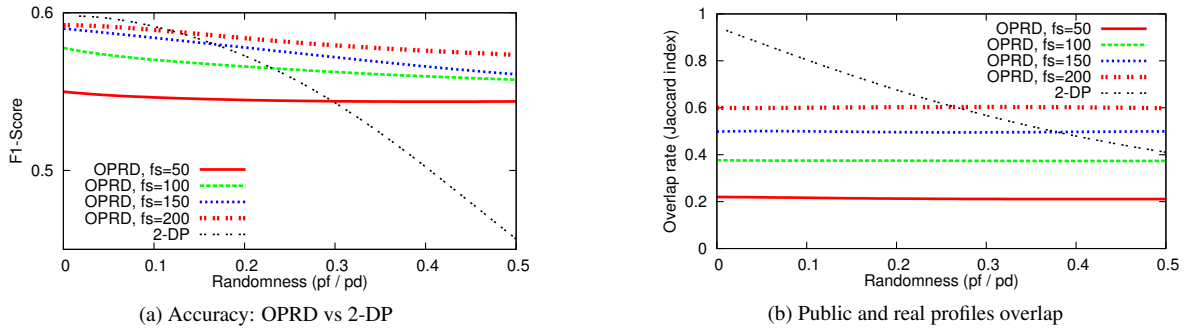 0.6
0.5
F1-Score
OPRD, fs=50
OPRD, fs=100
OPRD, fs=150
OPRD, fs=200
2-DP
0 0.1 0.2 0.3 0.4 0.5
Randomness (pf / pd)
(a) Accuracy: OPRD vs 2-DP
1
0.8
0.6
0.4
0.2
0
Overlap rate (Jaccard index)
OPRD, fs=50
OPRD, fs=100
OPRD, fs=150
OPRD, fs=200
2-DP
0 0.1 0.2 0.3 0.4 0.5
Randomness (pf / pd)
(b) Public and real profiles overlap